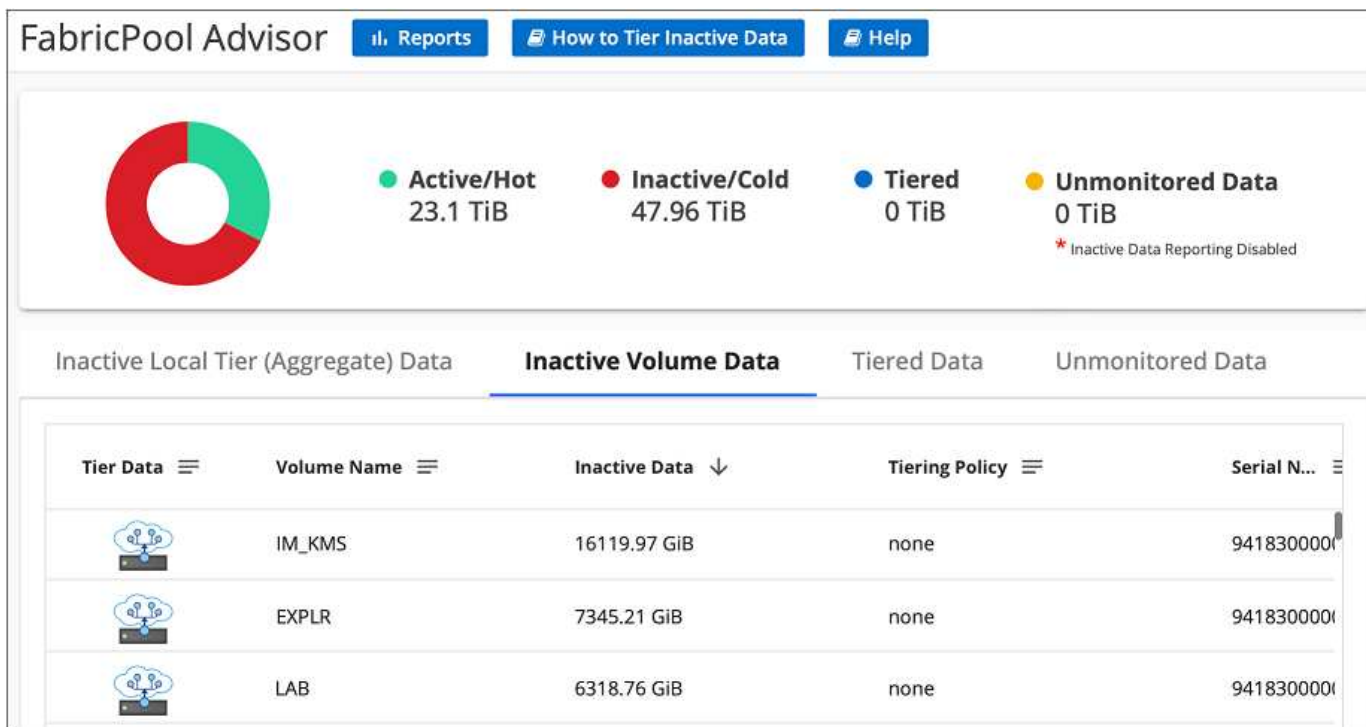 FabricPool Advisor Reports How to Tier Inactive Data Help
Active/Hot Inactive/Cold Tiered Unmonitored Data
23.1 TiB 47.96 TiB 0 TiB 0 TiB
* Inactive Data Reporting Disabled
Inactive Local Tier (Aggregate) Data Inactive Volume Data Tiered Data Unmonitored Data
Tier Data Volume Name Inactive Data Tiering Policy Serial N...
IM_KMS 16119.97 GiB none 9418300000
EXPLR 7345.21 GiB none 9418300000
LAB 6318.76 GiB none 9418300000